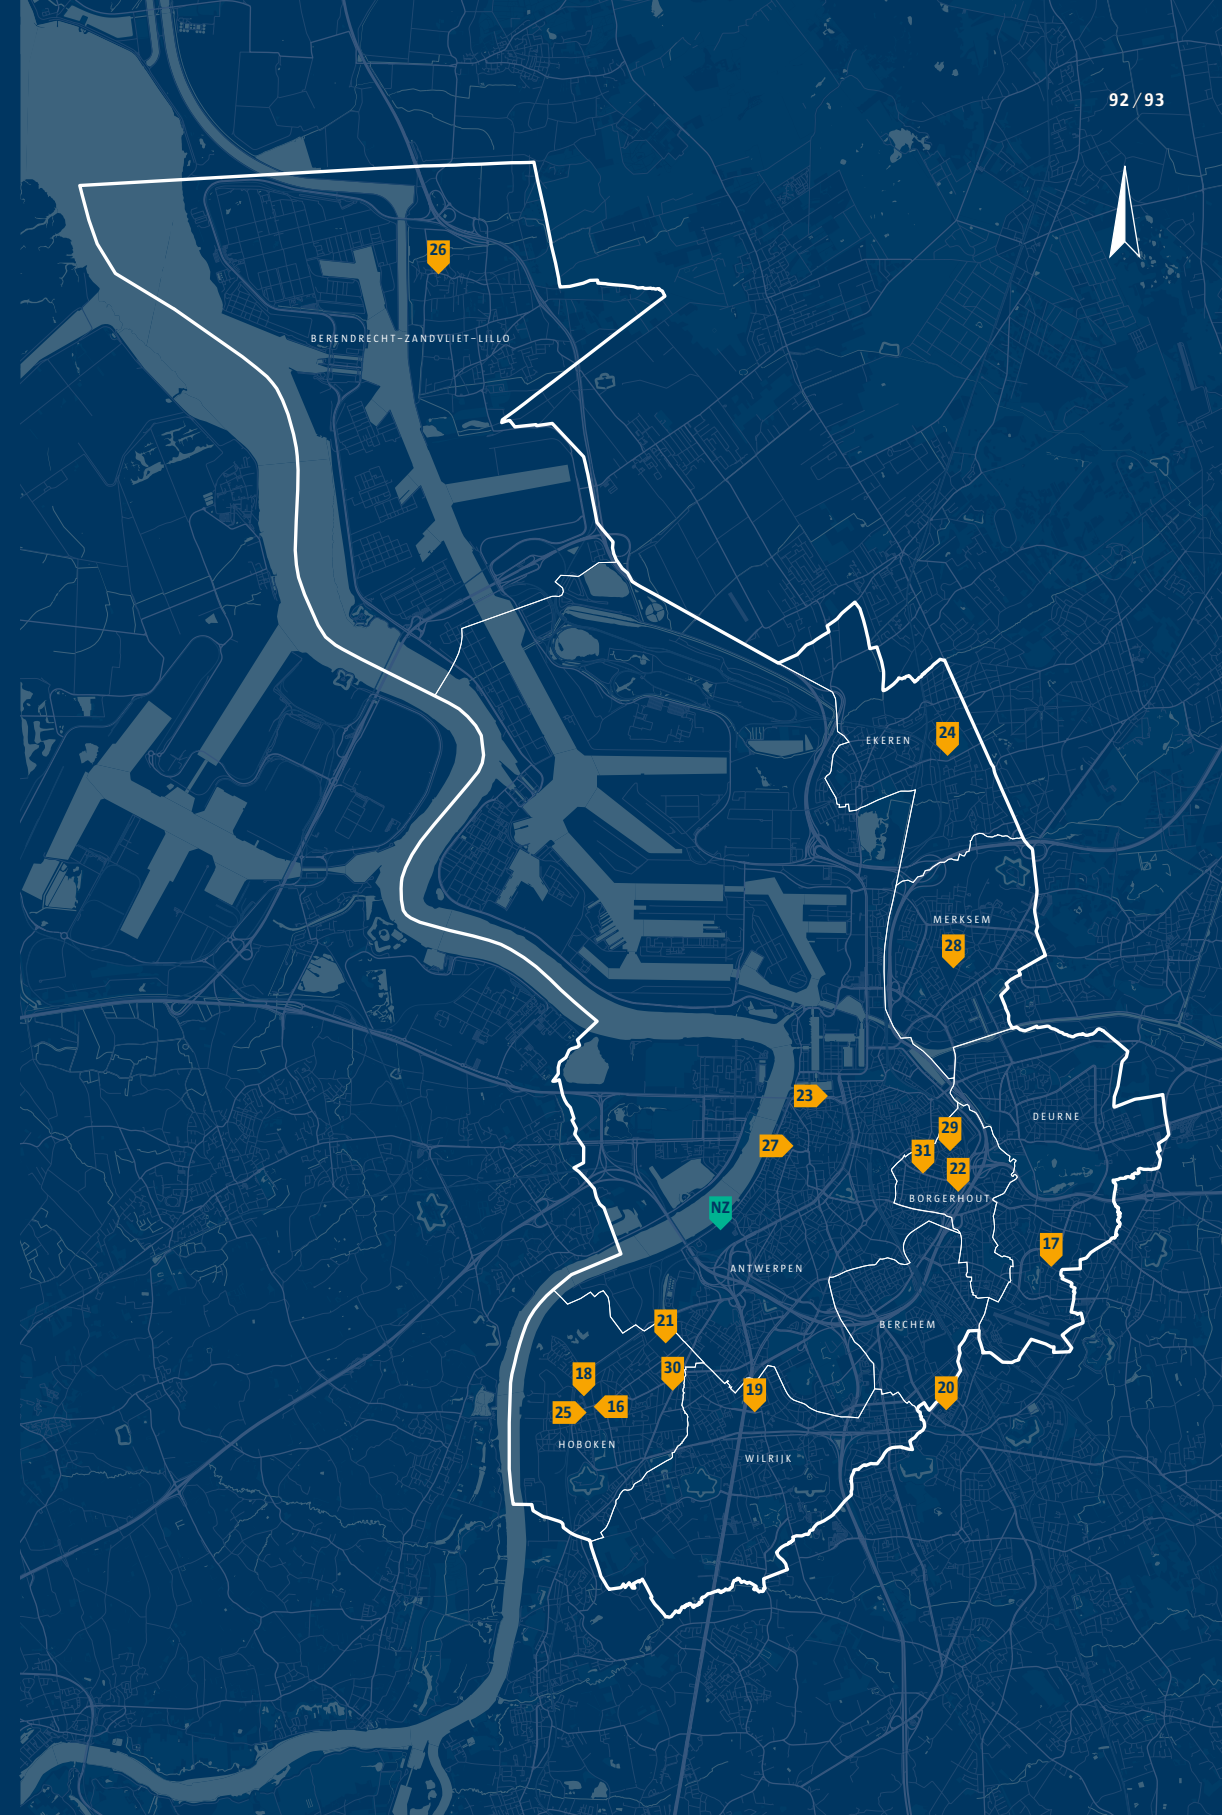 92/93
26
BERENDRECHT–ZANDVLIET–LILLO
24
EKEREN
MERKSEM
28
23
DEURNE
29
27
31
22
BORGERHOUT
NZ
17
ANTWERPEN
21
BERCHEM
30
18
19
20
16
25
HOBOKEN
WILRIJK